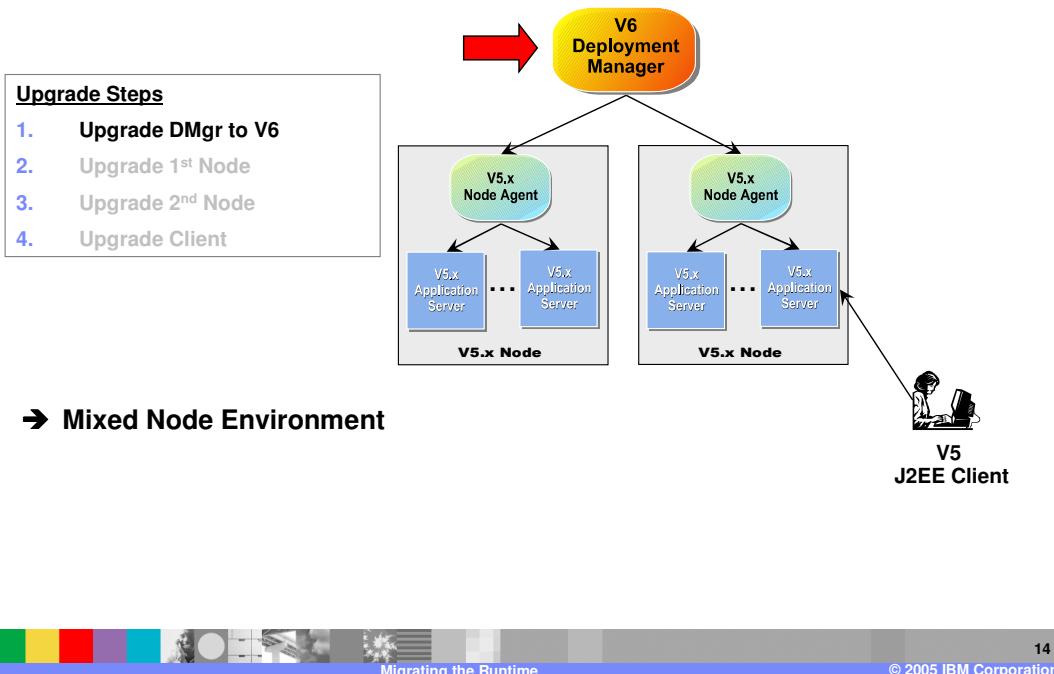 V6
Deployment
Manager
Upgrade Steps
1. Upgrade DMgr to V6
2. Upgrade 1st Node
3. Upgrade 2nd Node
4. Upgrade Client
V5.x
Node Agent
V5.x
Application
Server
...
V5.x
Application
Server
V5.x Node
V5.x
Node Agent
V5.x
Application
Server
...
V5.x
Application
Server
V5.x Node
➔ Mixed Node Environment
V5
J2EE Client
14
Migrating the Runtime
© 2005 IBM Corporation